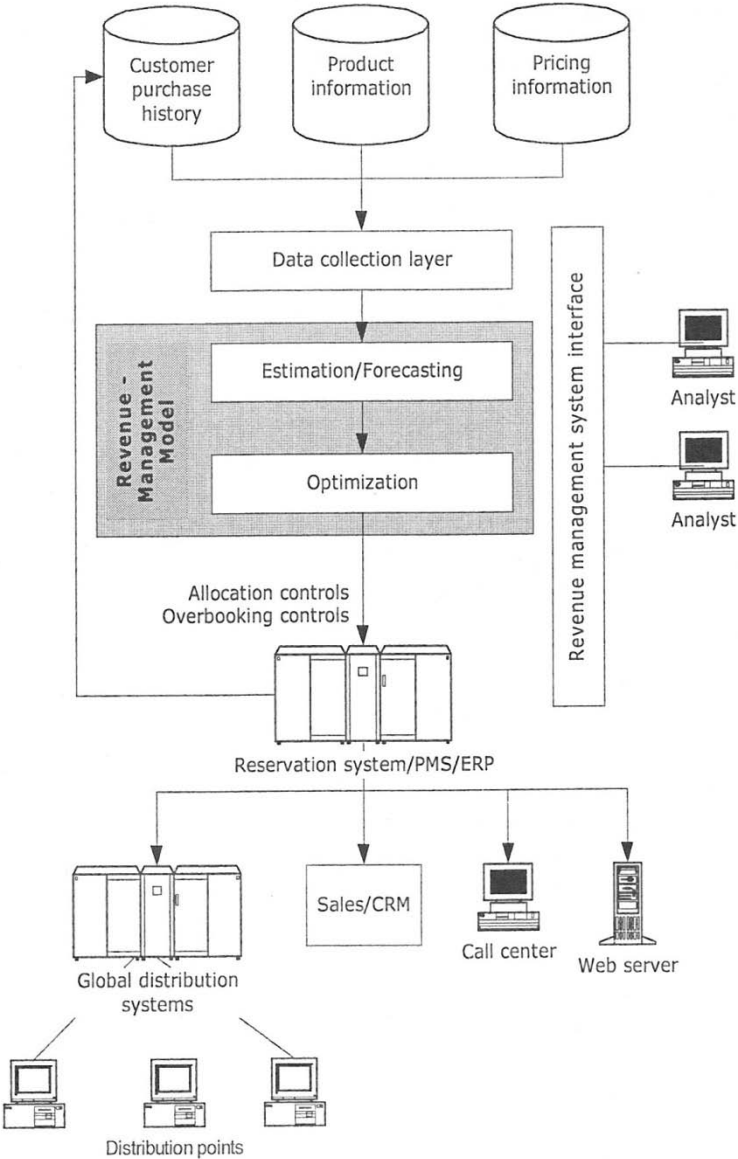 Customer
purchase
history
Product
information
Pricing
information
Data collection layer
Revenue -
Management
Model
Estimation/Forecasting
Optimization
Revenue management system interface
Analyst
Analyst
Allocation controls
Overbooking controls
Reservation system/PMS/ERP
Global distribution
systems
Sales/CRM
Call center
Web server
Distribution points